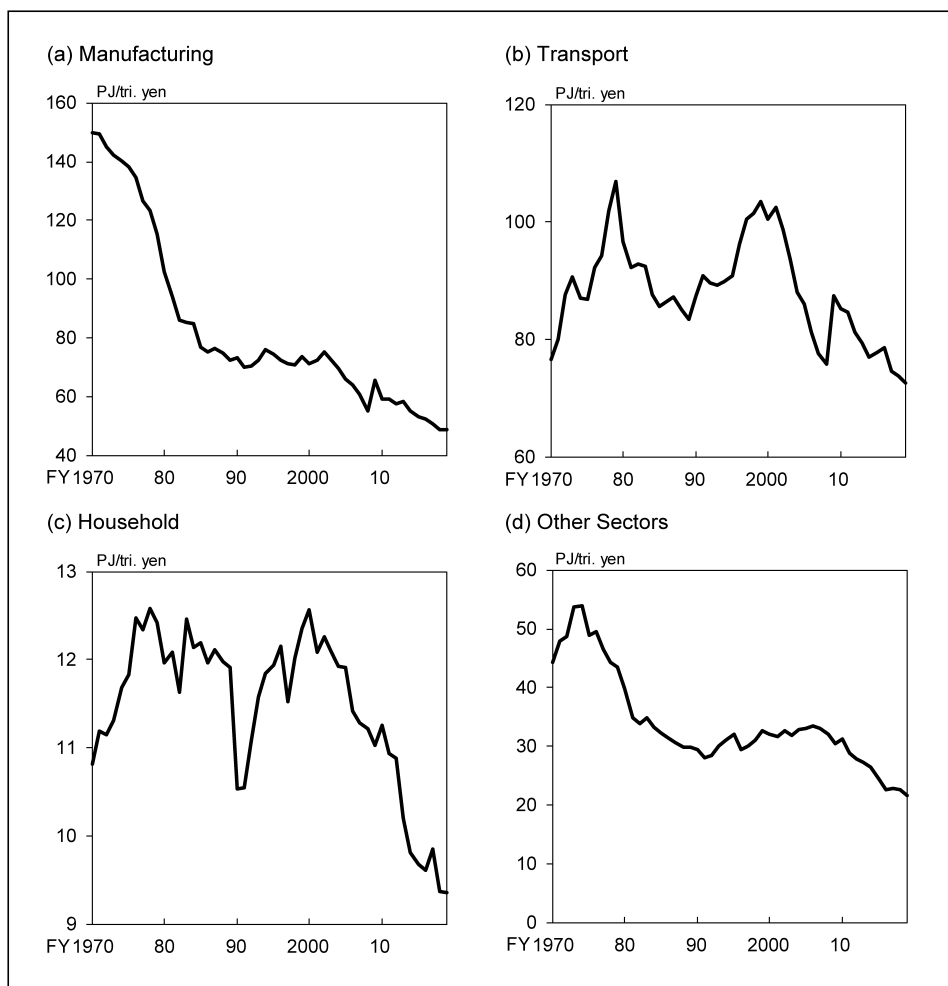 (a) Manufacturing
PJ/tri. yen
160
140
120
100
80
60
40
FY 1970 80 90 2000 10
(b) Transport
PJ/tri. yen
120
100
80
60
FY 1970 80 90 2000 10
(c) Household
PJ/tri. yen
13
12
11
10
9
FY 1970 80 90 2000 10
(d) Other Sectors
PJ/tri. yen
60
50
40
30
20
10
0
FY 1970 80 90 2000 10